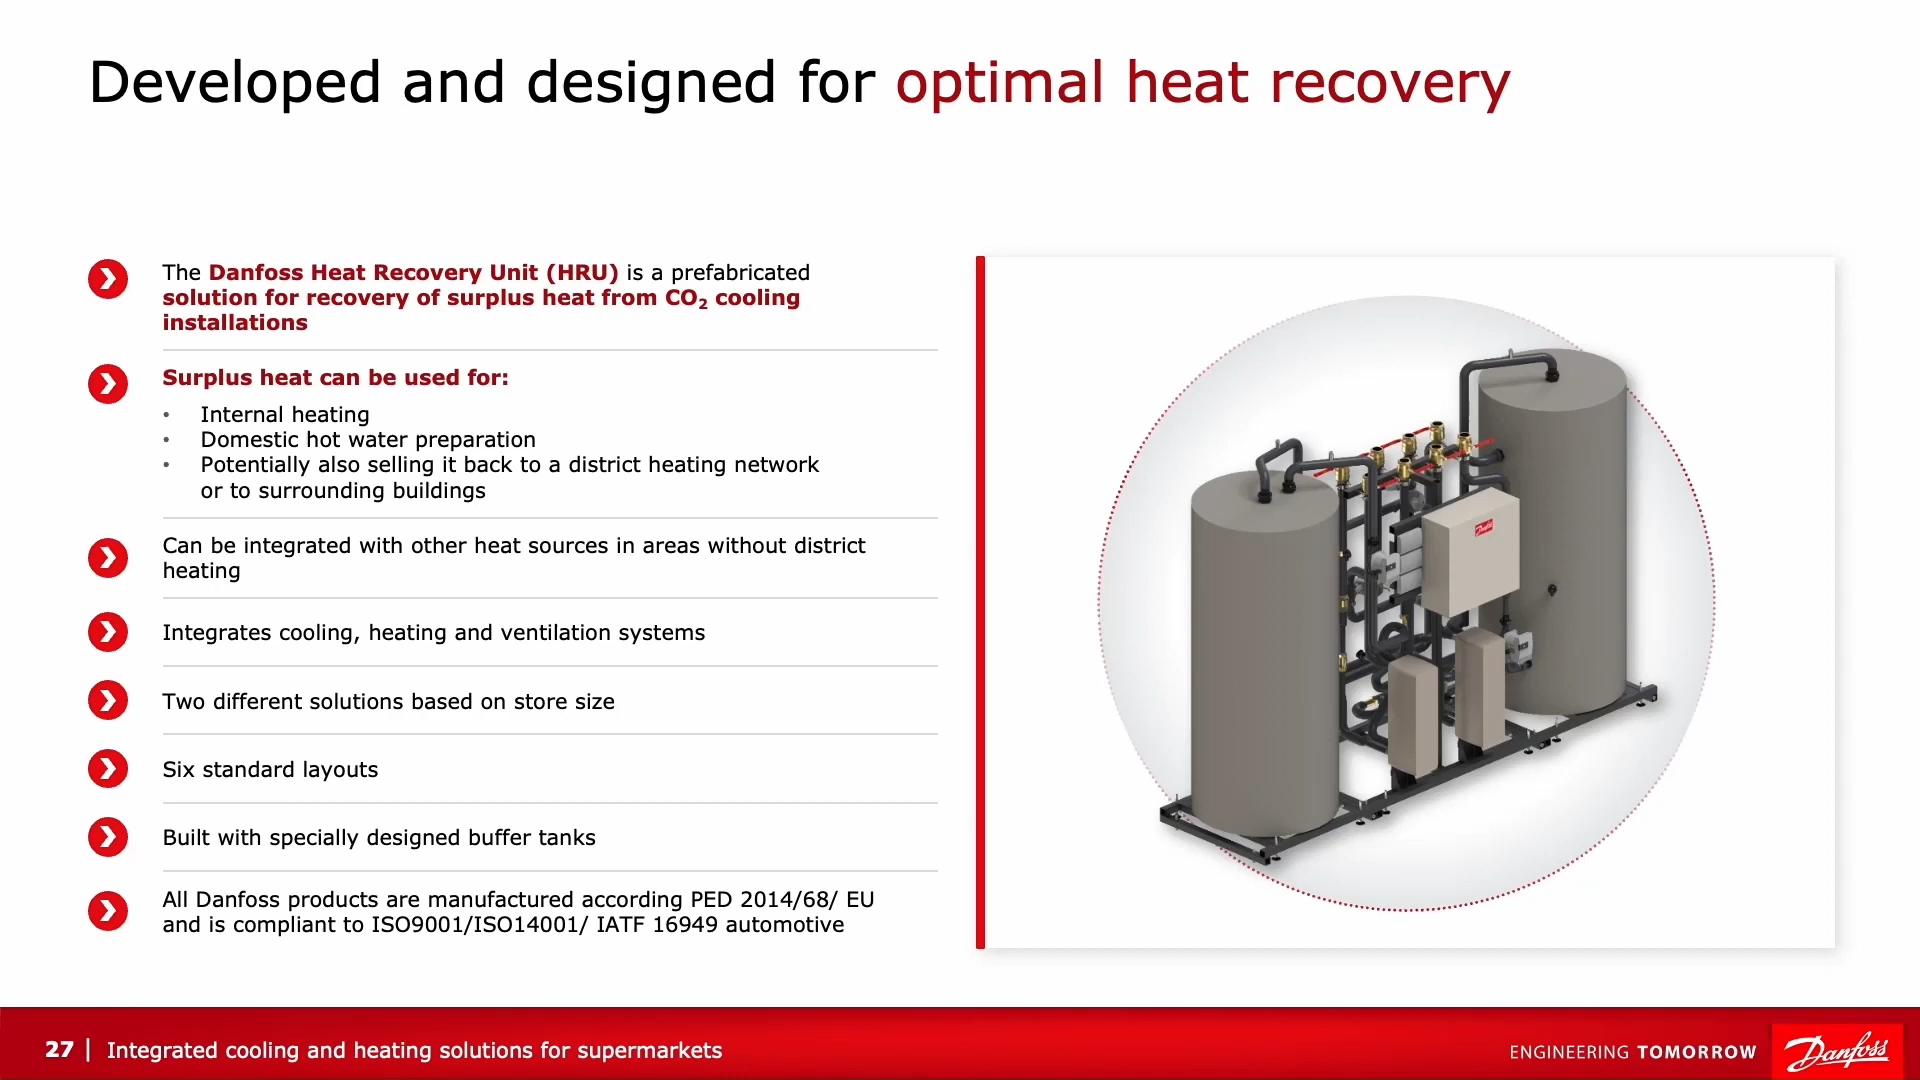 Developed and designed for optimal heat recovery
The Danfoss Heat Recovery Unit (HRU) is a prefabricated
solution for recovery of surplus heat from CO₂ cooling
installations
Surplus heat can be used for:
• Internal heating
• Domestic hot water preparation
• Potentially also selling it back to a district heating network
or to surrounding buildings
Can be integrated with other heat sources in areas without district
heating
Integrates cooling, heating and ventilation systems
Two different solutions based on store size
Six standard layouts
Built with specially designed buffer tanks
All Danfoss products are manufactured according PED 2014/68/ EU
and is compliant to ISO9001/ISO14001/ IATF 16949 automotive
Danfoss
27 | Integrated cooling and heating solutions for supermarkets
ENGINEERING TOMORROW
Danfoss